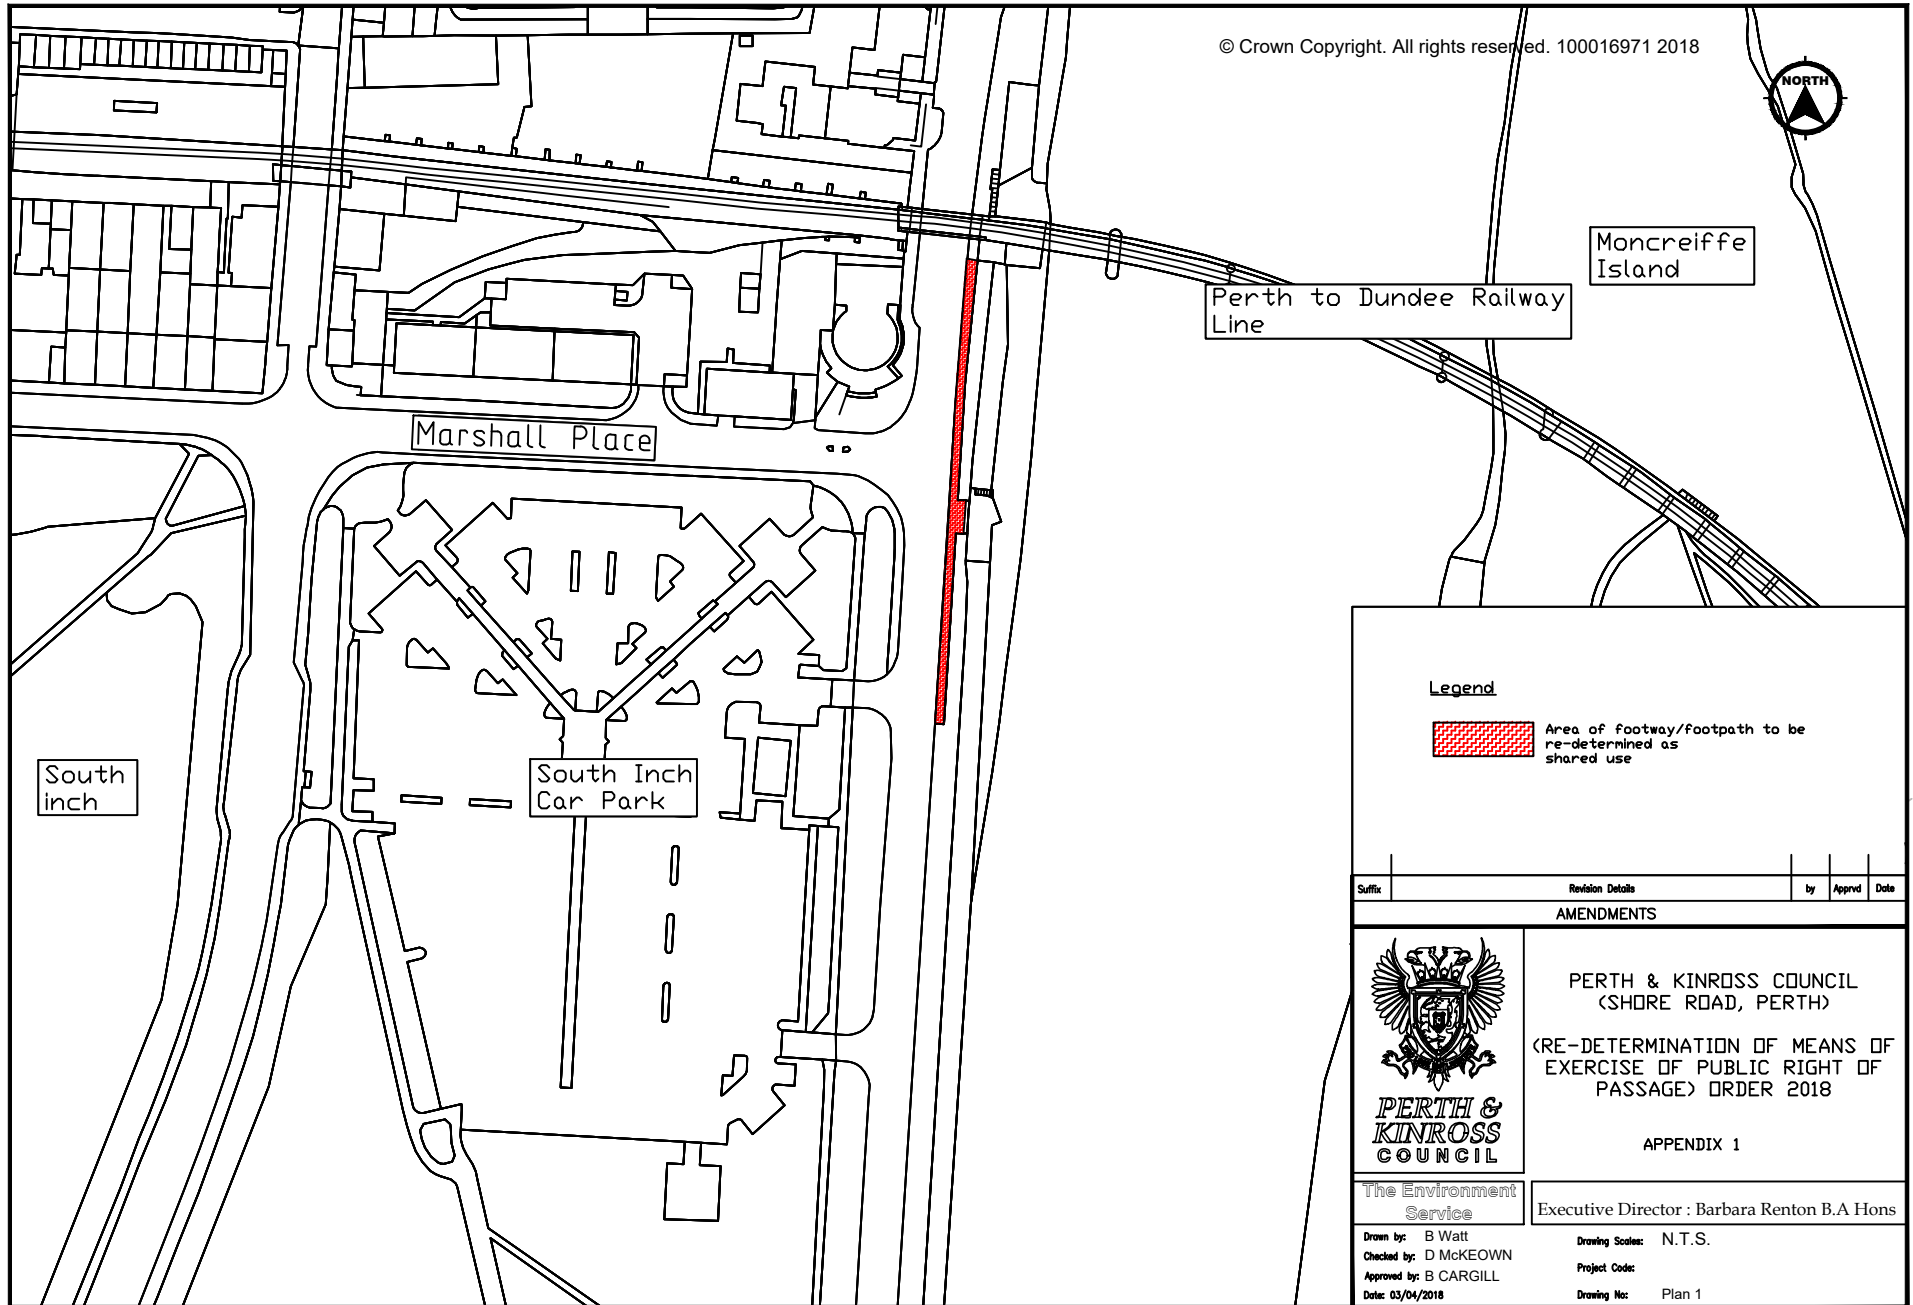 © Crown Copyright. All rights reserved. 100016971 2018
NORTH
Moncreiffe
Island
Perth to Dundee Railway
Line
Marshall Place
South
inch
South Inch
Car Park
Legend
Area of footway/footpath to be
re-determined as
shared use
Suffix Revision Details by Apprvd Date
AMENDMENTS
PERTH & KINROSS COUNCIL
(SHORE ROAD, PERTH)
(RE-DETERMINATION OF MEANS OF
EXERCISE OF PUBLIC RIGHT OF
PASSAGE) ORDER 2018
APPENDIX 1
PERTH &
KINROSS
COUNCIL
The Environment
Service
Executive Director : Barbara Renton B.A Hons
Drawn by: B Watt
Checked by: D McKEOWN
Approved by: B CARGILL
Date: 03/04/2018
Drawing Scales: N.T.S.
Project Code:
Drawing No: Plan 1